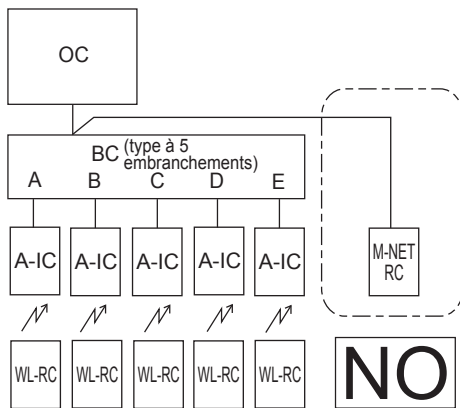 OC
BC (type à 5
embranchements)
A B C D E
A-IC A-IC A-IC A-IC A-IC
M-NET
RC
WL-RC WL-RC WL-RC WL-RC WL-RC
NO